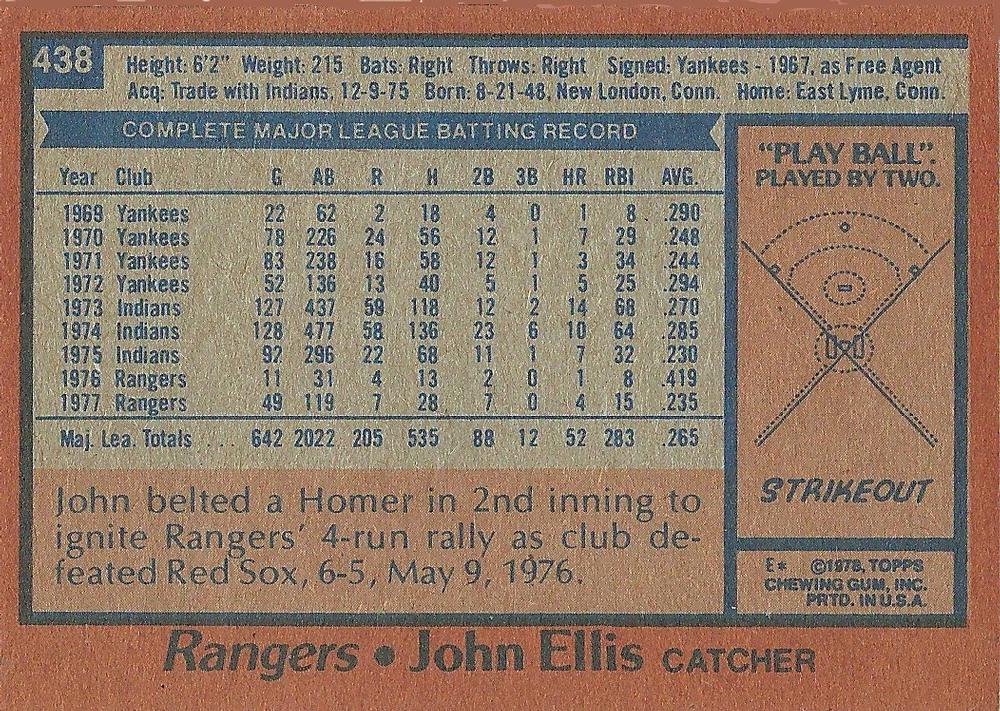 438
Height: 6'2" Weight: 215 Bats: Right Throws: Right Signed: Yankees - 1967, as Free Agent
Acq: Trade with Indians, 12-9-75 Born: 8-21-48, New London, Conn. Home: East Lyme, Conn.
COMPLETE MAJOR LEAGUE BATTING RECORD
Year Club G AB R H 2B 3B HR RBI AVG.
1969 Yankees 22 62 2 18 4 0 1 8 .290
1970 Yankees 78 226 24 56 12 1 7 29 .248
1971 Yankees 83 238 16 58 12 1 3 34 .244
1972 Yankees 52 136 13 40 5 1 5 25 .294
1973 Indians 127 437 59 118 12 2 14 68 .270
1974 Indians 128 477 58 136 23 6 10 64 .285
1975 Indians 92 296 22 68 11 1 7 32 .230
1976 Rangers 11 31 4 13 2 0 1 8 .419
1977 Rangers 49 119 7 28 7 0 4 15 .235
Maj. Lea. Totals ... 642 2022 205 535 88 12 52 283 .265
John belted a Homer in 2nd inning to
ignite Rangers' 4-run rally as club de-
feated Red Sox, 6-5, May 9, 1976.
"PLAY BALL".
PLAYED BY TWO.
STRIKEOUT
E* ©1978, TOPPS
CHEWING GUM, INC.
PRTD. IN U.S.A.
Rangers • John Ellis CATCHER